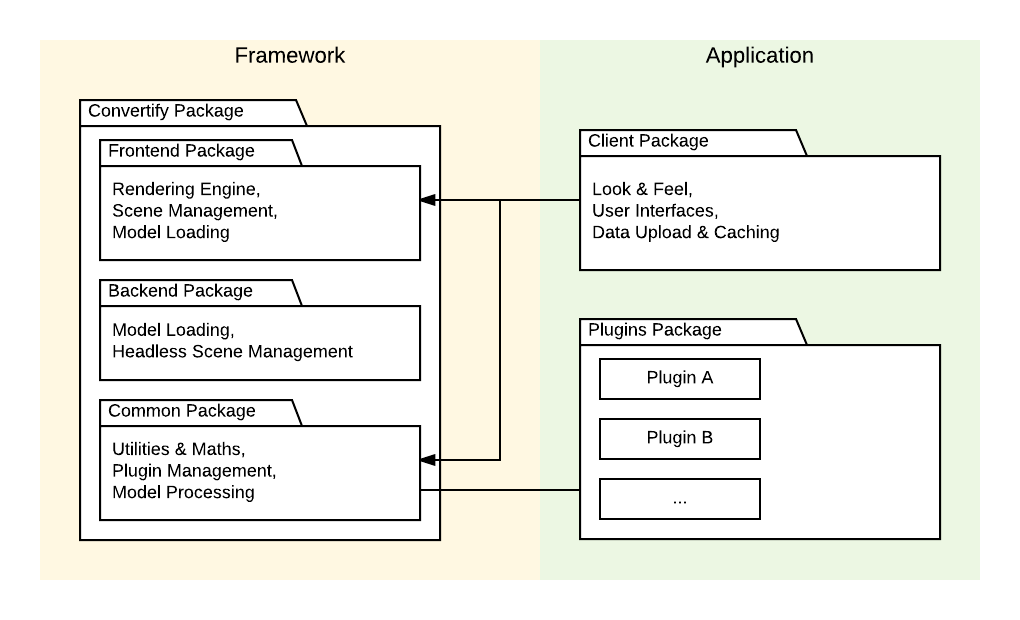 Framework
Application
Convertify Package
Frontend Package
Rendering Engine,
Scene Management,
Model Loading
Backend Package
Model Loading,
Headless Scene Management
Common Package
Utilities & Maths,
Plugin Management,
Model Processing
Client Package
Look & Feel,
User Interfaces,
Data Upload & Caching
Plugins Package
Plugin A
Plugin B
...